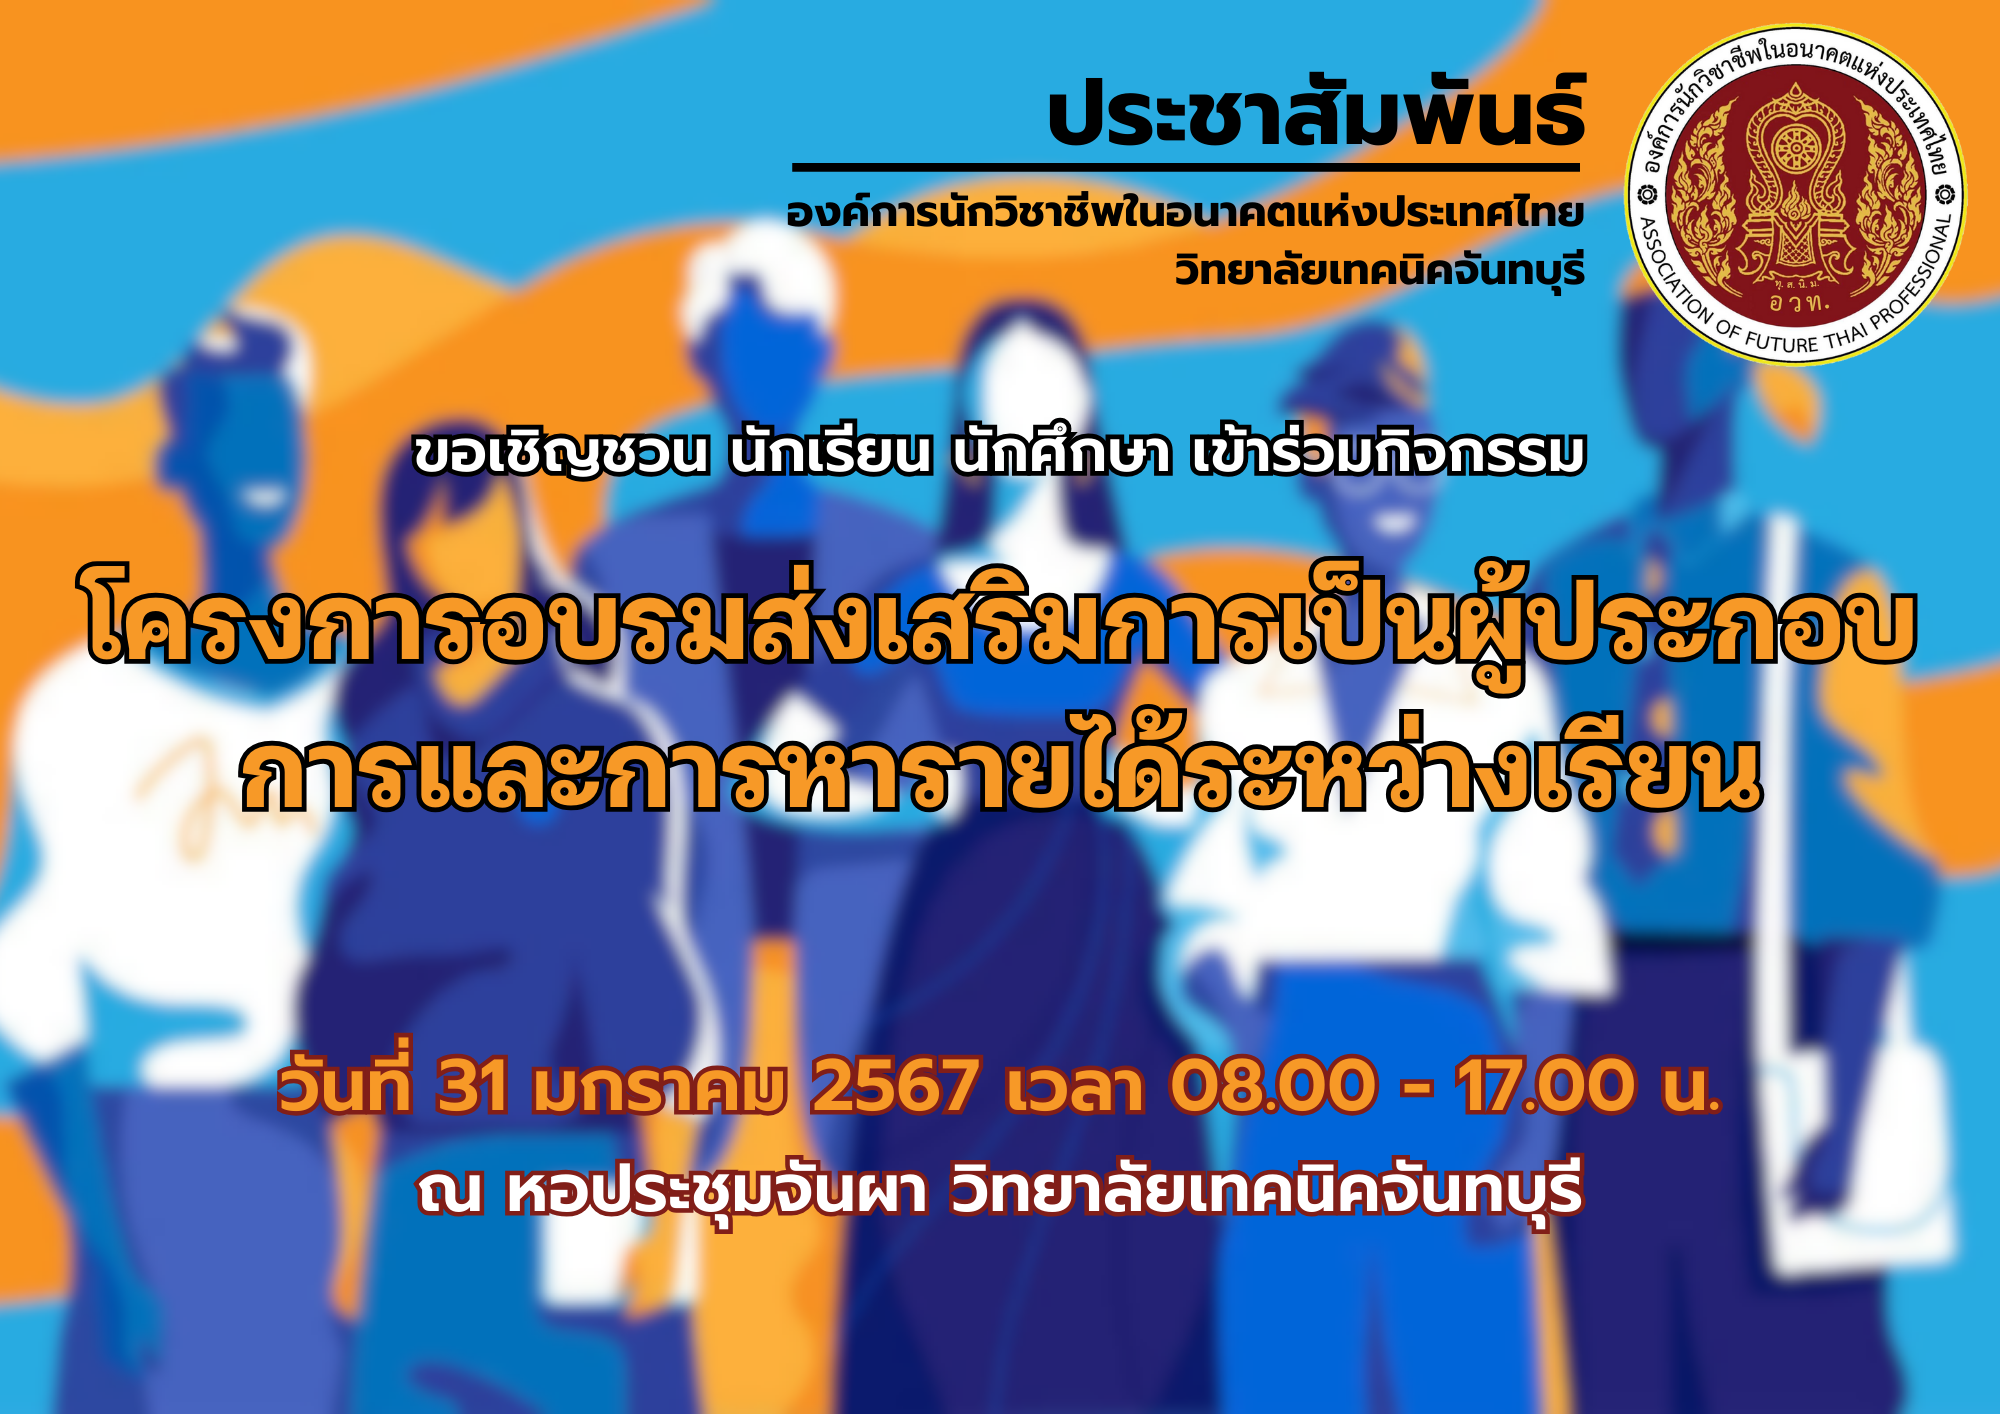 ประชาสัมพันธ์
องค์การนักวิชาชีพในอนาคตแห่งประเทศไทย
วิทยาลัยเทคนิคจันทบุรี
องค์การนักวิชาชีพในอนาคตแห่งประเทศไทย
ทุ. ส. นิ. ม.
อวท.
ASSOCIATION OF FUTURE THAI PROFESSIONAL
ขอเชิญชวน นักเรียน นักศึกษา เข้าร่วมกิจกรรม
โครงการอบรมส่งเสริมการเป็นผู้ประกอบ
การและการหารายได้ระหว่างเรียน
วันที่ 31 มกราคม 2567 เวลา 08.00 - 17.00 น.
ณ หอประชุมจันผา วิทยาลัยเทคนิคจันทบุรี